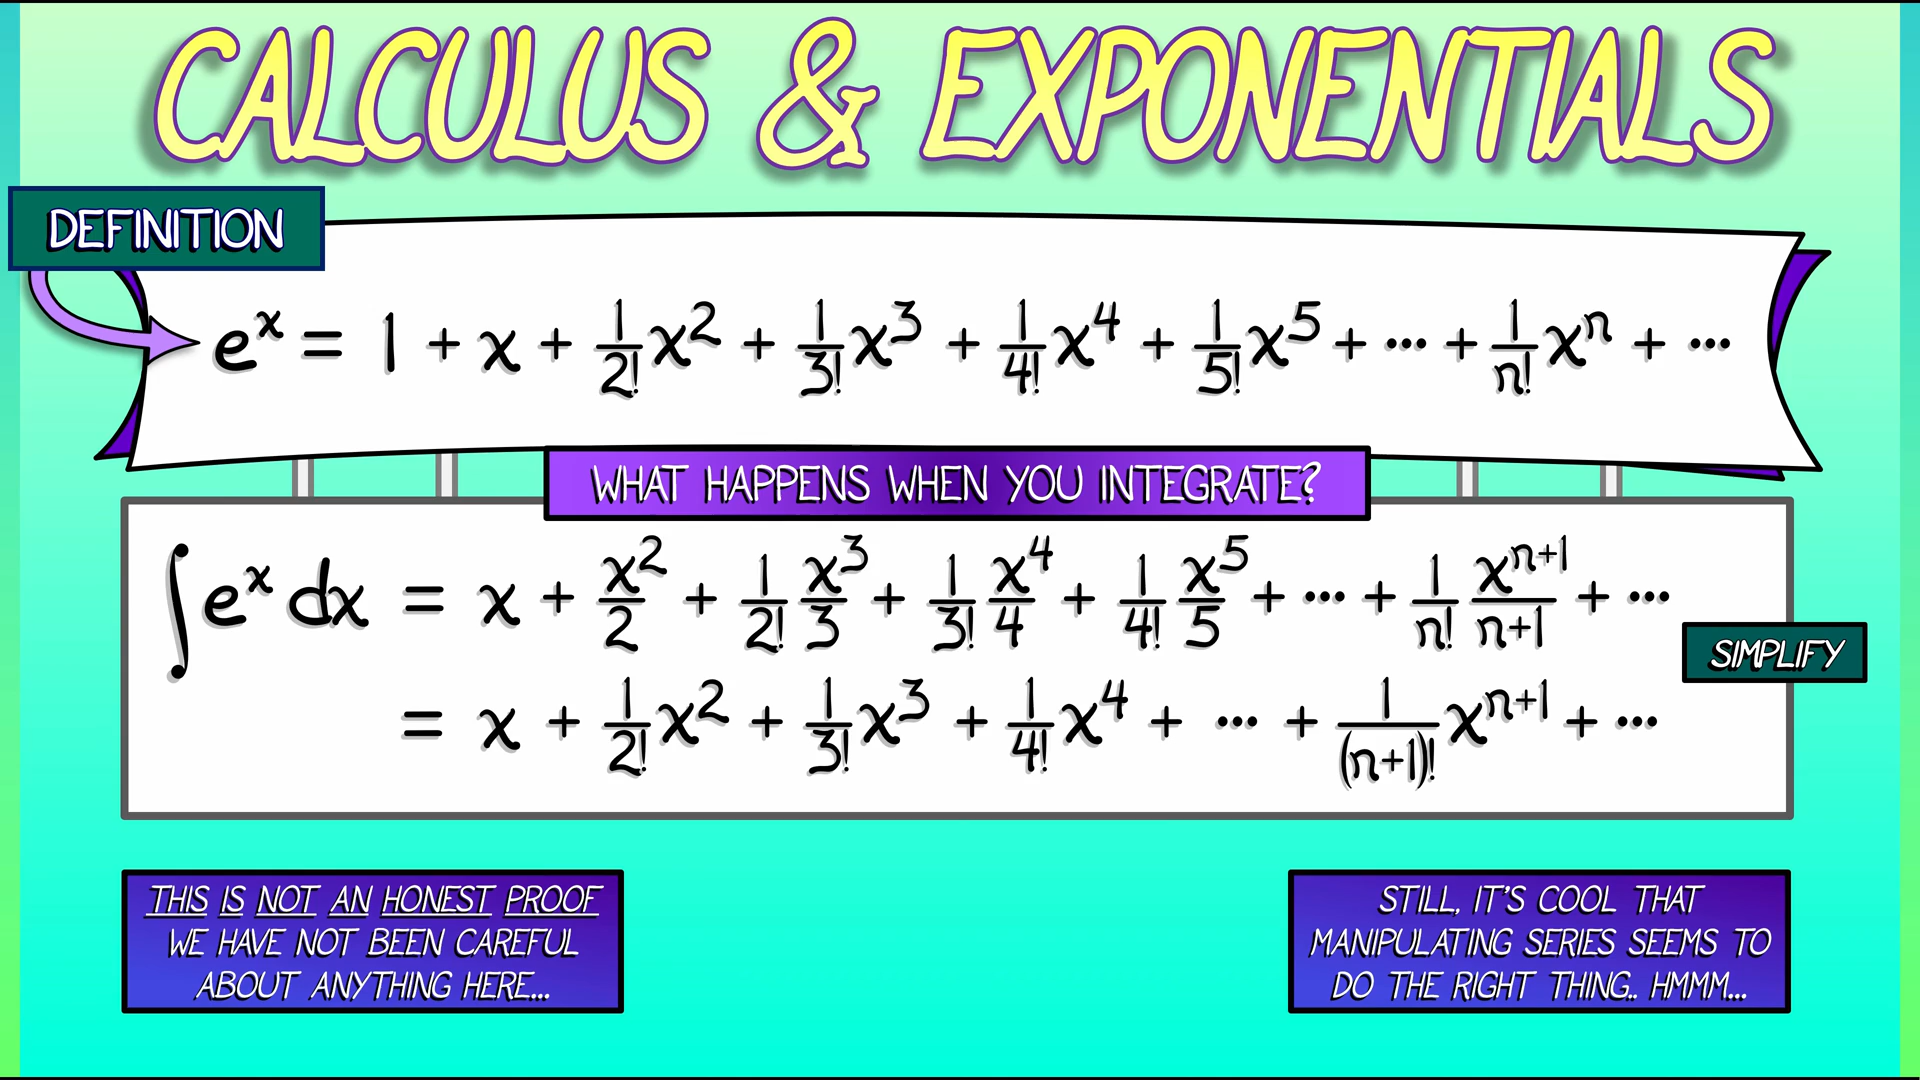 CALCULUS & EXPONENTIALS
DEFINITION
eˣ = 1 + x + 1/2! x² + 1/3! x³ + 1/4! x⁴ + 1/5! x⁵ + ... + 1/n! xⁿ + ...
WHAT HAPPENS WHEN YOU INTEGRATE?
∫eˣ dx = x + x²/2 + 1/2! x³/3 + 1/3! x⁴/4 + 1/4! x⁵/5 + ... + 1/n! xⁿ⁺¹/n+1 + ...
SIMPLIFY
= x + 1/2! x² + 1/3! x³ + 1/4! x⁴ + ... + 1/(n+1)! xⁿ⁺¹ + ...
THIS IS NOT AN HONEST PROOF
WE HAVE NOT BEEN CAREFUL
ABOUT ANYTHING HERE...
STILL, IT'S COOL THAT
MANIPULATING SERIES SEEMS TO
DO THE RIGHT THING.. HMMM...